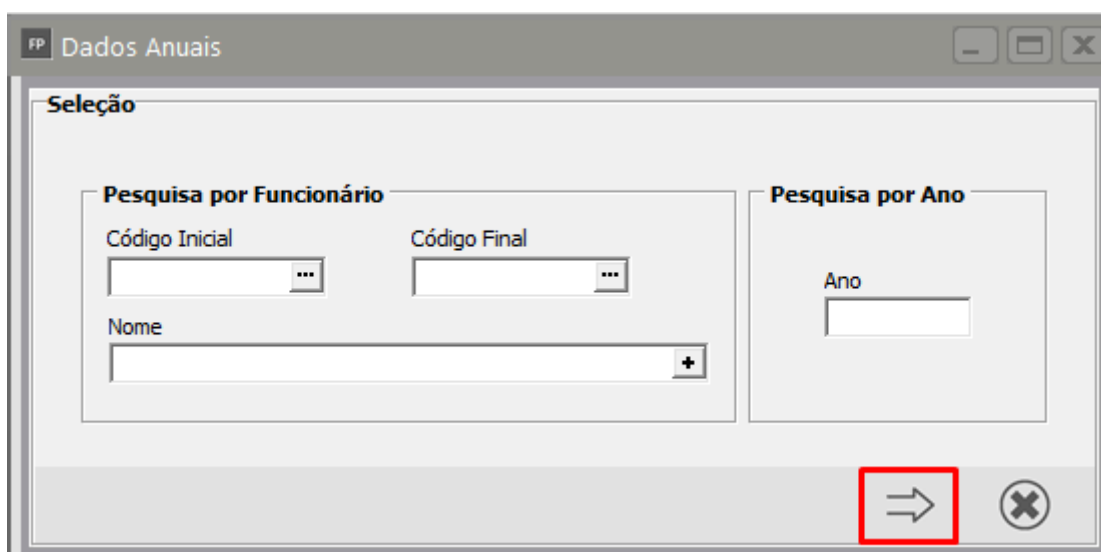 FP Dados Anuais
Seleção
Pesquisa por Funcionário
Código Inicial
Código Final
Nome
Pesquisa por Ano
Ano